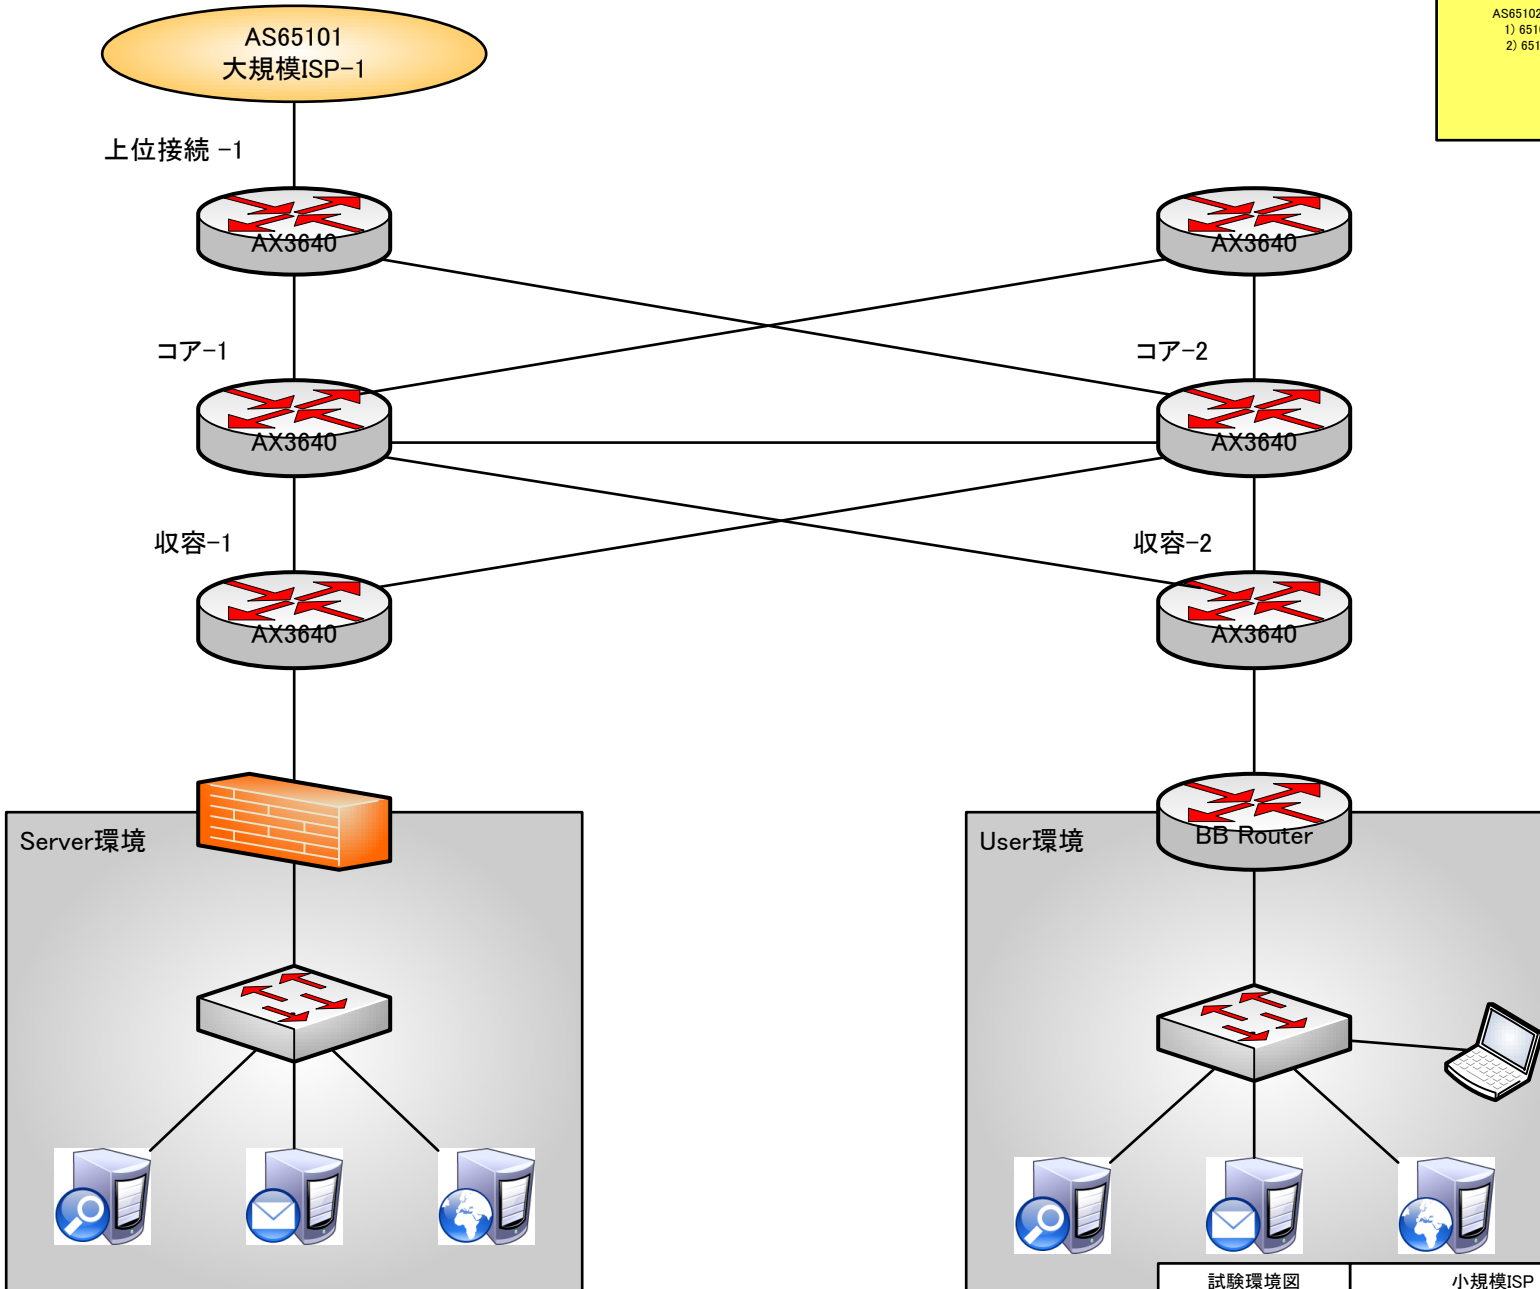 AS65101
大規模ISP-1
AS65102
1)
2)
上位接続 -1
AX3640
AX3640
コア-1
コア-2
AX3640
AX3640
収容-1
収容-2
AX3640
AX3640
Server環境
User環境
BB Router
試験環境図
小規模ISP